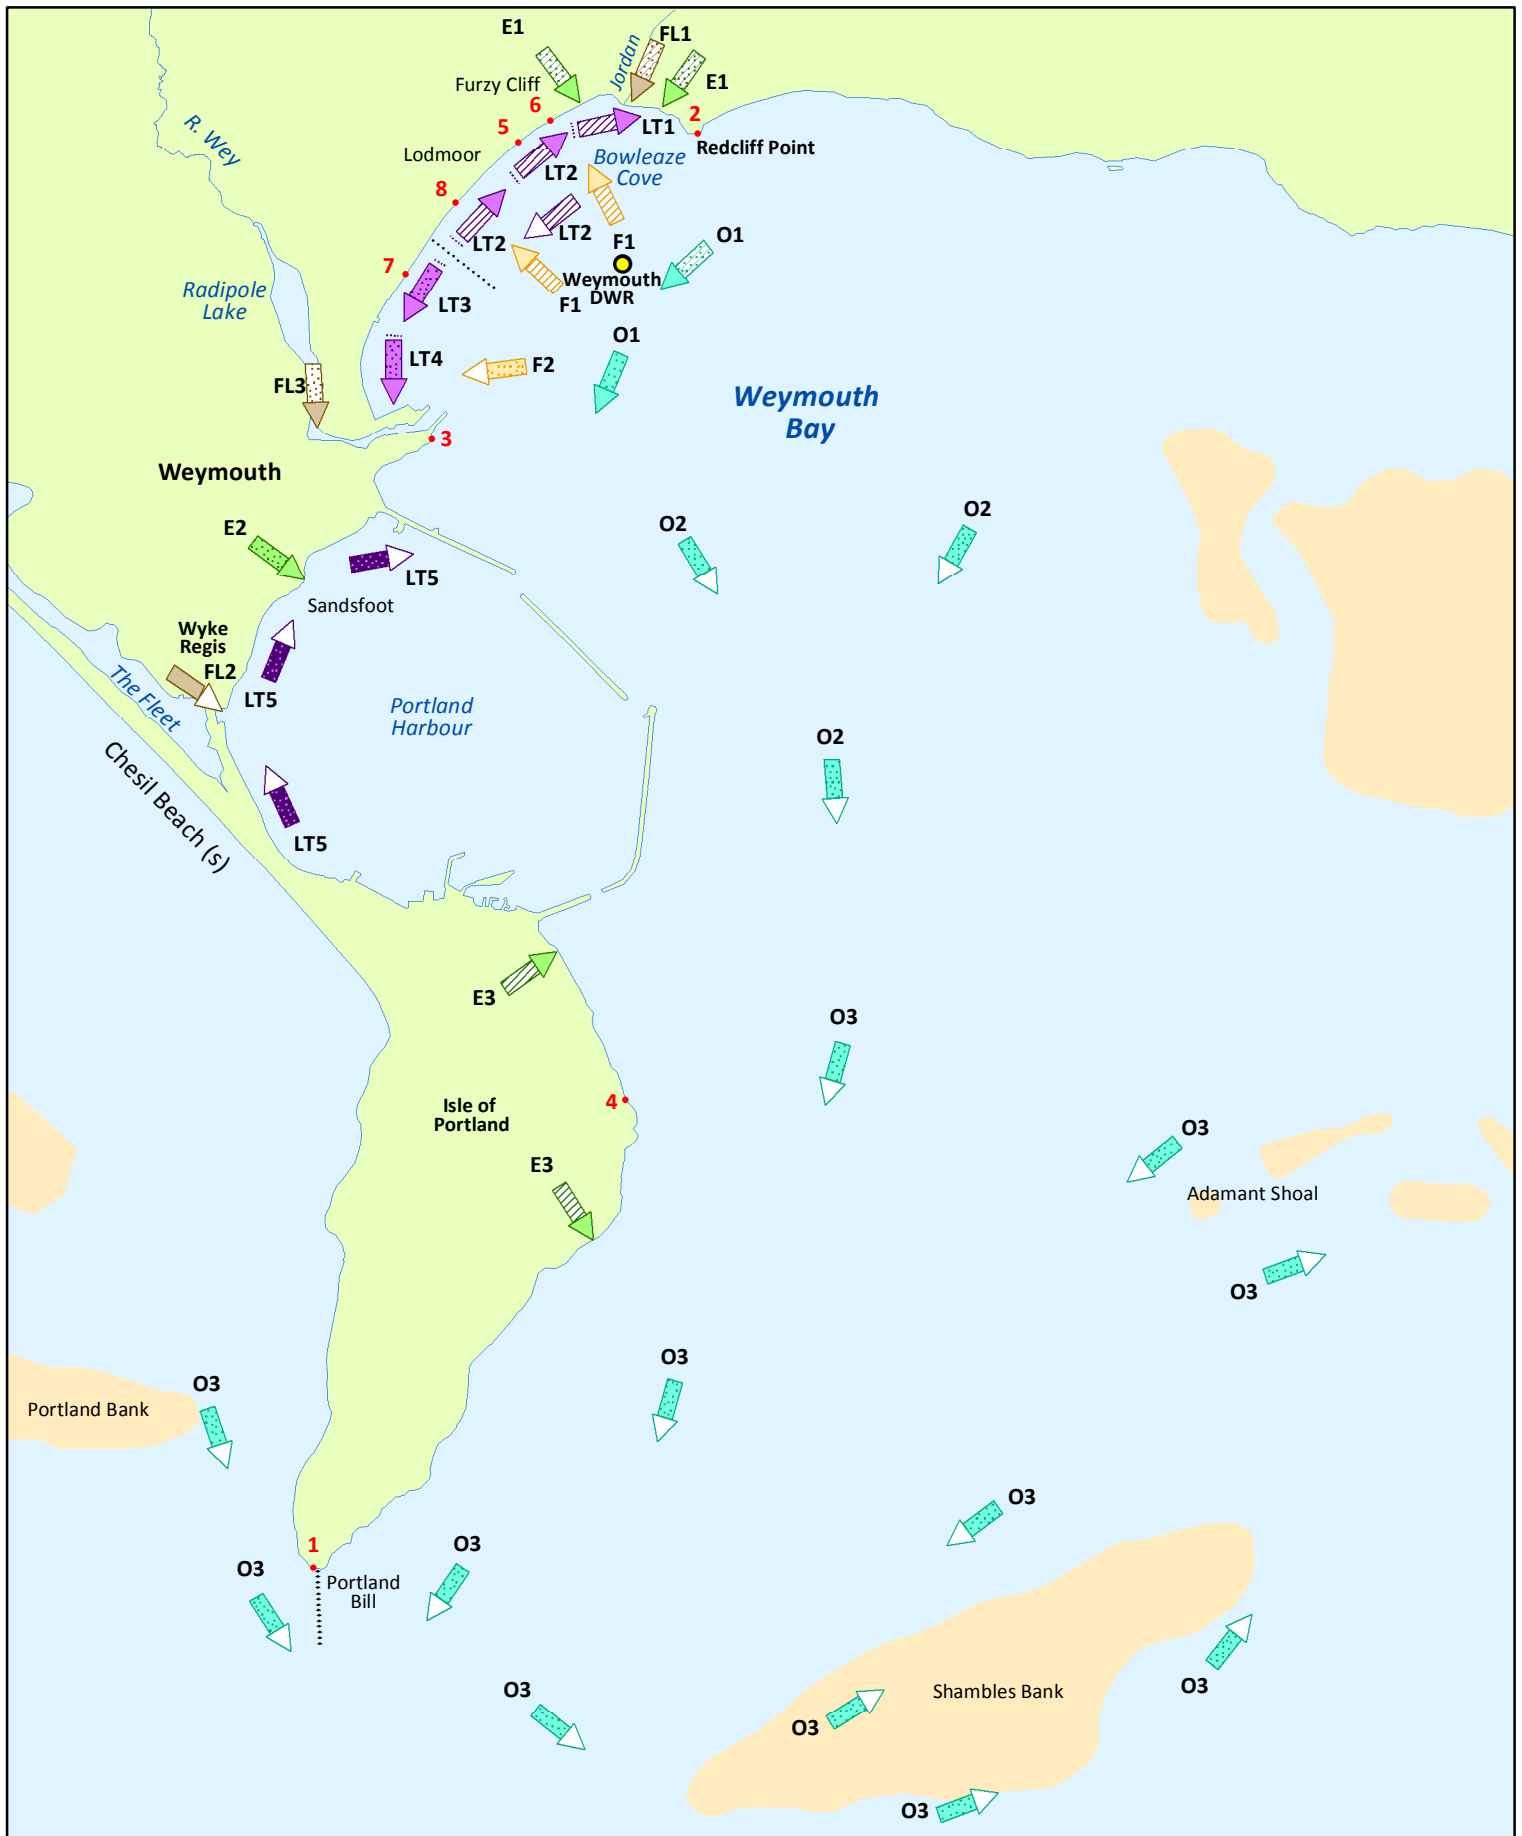 E1
FL1
Jordan
E1
Furzy Cliff
6
2
5
LT1
Redcliff Point
R. Wey
Lodmoor
Bowleaze
Cove
LT2
8
LT2
LT2
F1
O1
7
Weymouth
DWR
Radipole
Lake
LT3
F1
O1
LT4
F2
FL3
Weymouth
Bay
3
Weymouth
E2
O2
O2
LT5
Sandsfoot
Wyke
Regis
FL2
The Fleet
LT5
Portland
Harbour
O2
Chesil Beach (s)
LT5
E3
O3
4
Isle of
Portland
O3
E3
Adamant Shoal
O3
O3
O3
Portland Bank
O3
1
O3
O3
Portland
Bill
O3
Shambles Bank
O3
O3
O3